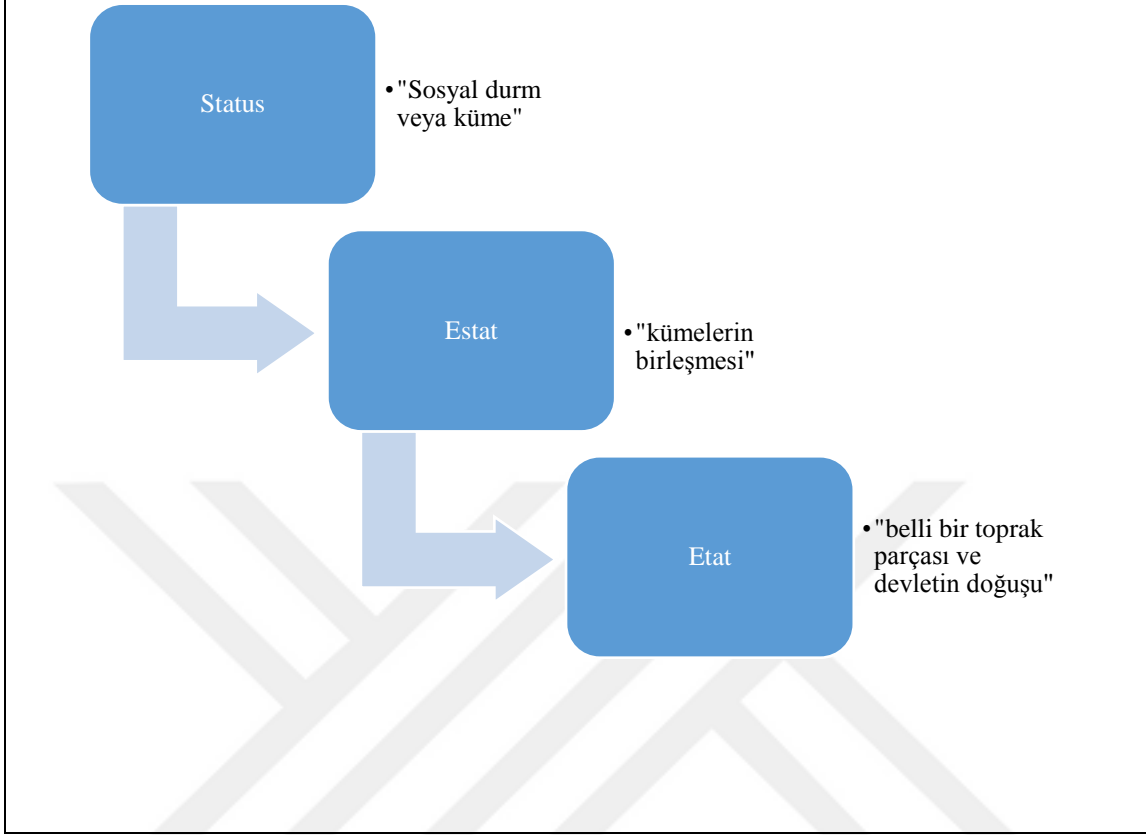 Status
•"Sosyal durm
veya küme"
Estat
•"kümelerin
birleşmesi"
Etat
•"belli bir toprak
parçası ve
devletin doğuşu"